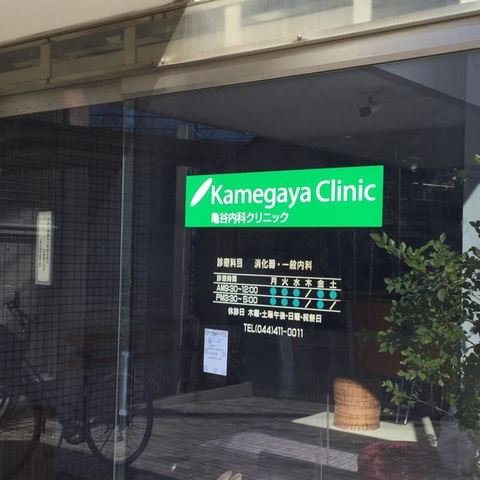 Kamegaya Clinic
亀谷内科クリニック
診療科目 消化器・一般内科
診療時間 月火水木金土
AM9:30~12:00 ●●●/●●
PM3:30~5:00 ●●●/●/
休診日 木曜・土曜午後・日曜・祝祭日
TEL(044)411-0011